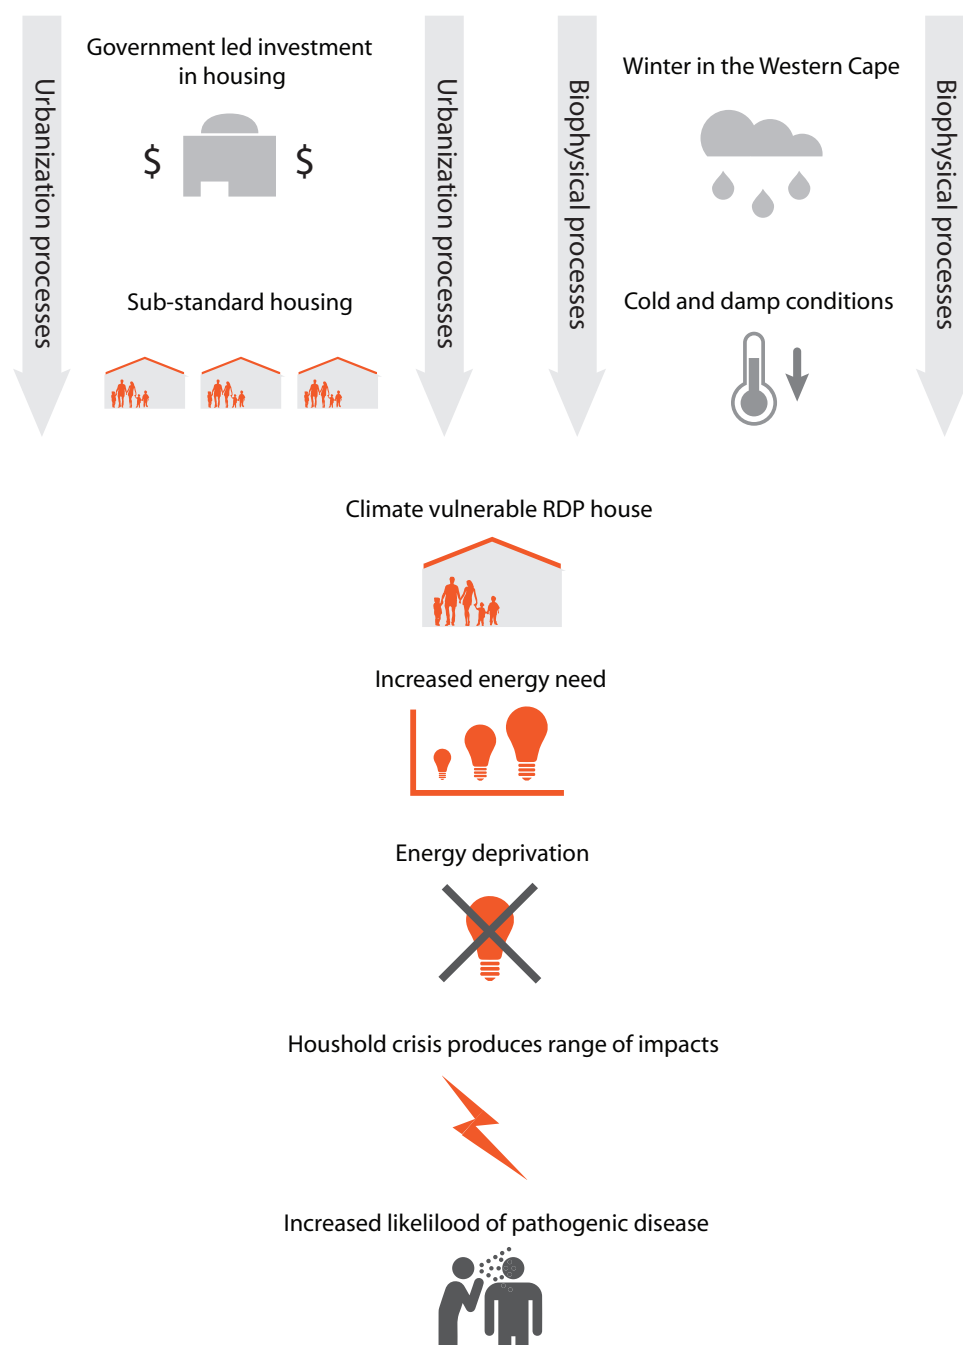 Government led investment
in housing
$ $
Urbanization processes
Urbanization processes
Sub-standard housing
Biophysical processes
Winter in the Western Cape
Biophysical processes
Cold and damp conditions
Climate vulnerable RDP house
Increased energy need
Energy deprivation
Houshold crisis produces range of impacts
Increased likelilood of pathogenic disease